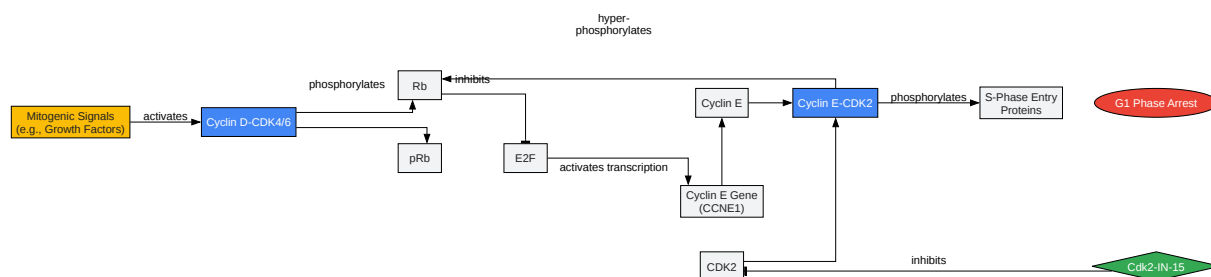 hyper-
phosphorylates
phosphorylates
Rb
inhibits
Mitogenic Signals
(e.g., Growth Factors)
activates
Cyclin D-CDK4/6
pRb
E2F
activates transcription
Cyclin E
Cyclin E Gene
(CCNE1)
Cyclin E-CDK2
phosphorylates
S-Phase Entry
Proteins
G1 Phase Arrest
CDK2
inhibits
Cdk2-IN-15